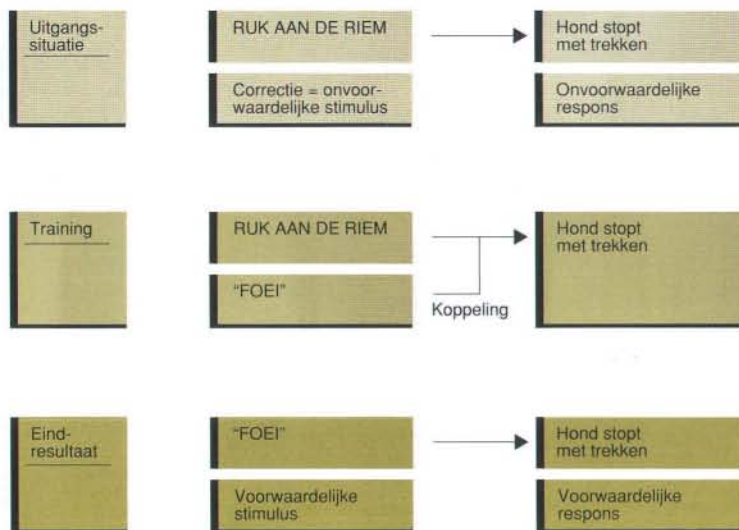 Uitgangs-
situatie
RUK AAN DE RIEM
Hond stopt
met trekken
Correctie = onvoor-
waardelijke stimulus
Onvoorwaardelijke
respons
Training
RUK AAN DE RIEM
Hond stopt
met trekken
“FOEI”
Koppeling
Eind-
resultaat
“FOEI”
Hond stopt
met trekken
Voorwaardelijke
stimulus
Voorwaardelijke
respons